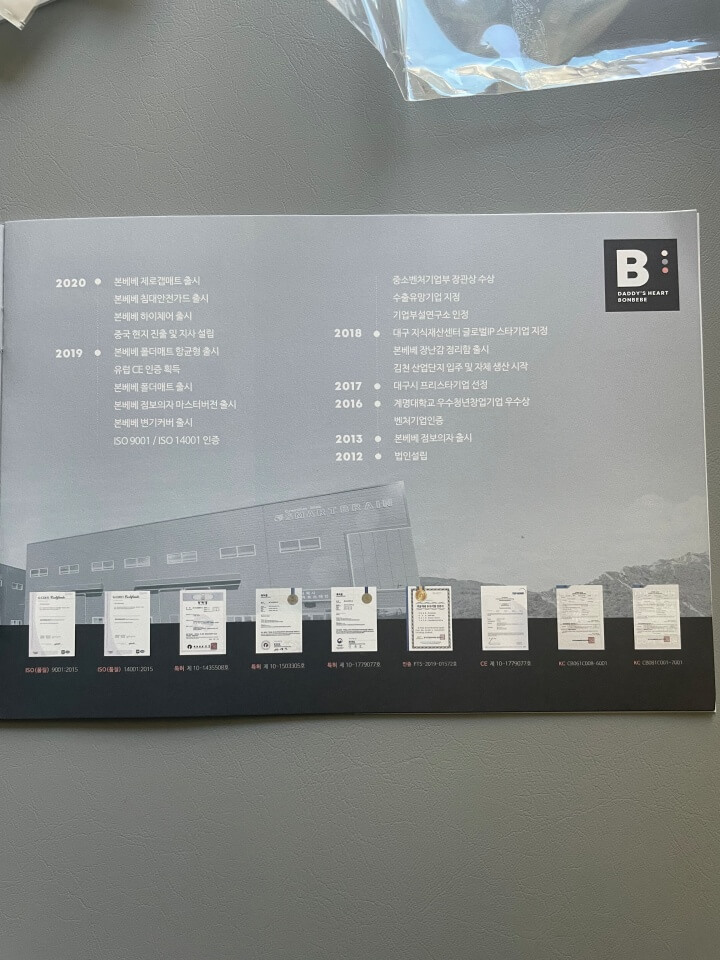 2020 본베베 제로갭매트 출시
본베베 침대안전가드 출시
본베베 하이체어 출시
중국 현지 진출 및 지사 설립
2019 본베베 폴더매트 항균형 출시
유럽 CE 인증 획득
본베베 폴더매트 출시
본베베 점보의자 마스터버전 출시
본베베 변기커버 출시
ISO 9001 / ISO 14001 인증
중소벤처기업부 장관상 수상
수출유망기업 지정
기업부설연구소 인정
2018 대구 지식재산센터 글로벌IP 스타기업 지정
본베베 장난감 정리함 출시
김천 산업단지 입주 및 자체 생산 시작
2017 대구시 프리스타기업 선정
2016 계명대학교 우수청년창업기업 우수상
벤처기업인증
2013 본베베 점보의자 출시
2012 법인설립
B
DADDY'S HEART
BONBEBE
SMARTBRAIN
ISO(품질) 9001:2015
ISO(품질) 14001:2015
특허 제 10-1435508호
특허 제 10-1503305호
특허 제 10-1779077호
인증 FTS-2019-01572호
CE 제 10-1779077호
KC CB061C008-6001
KC CB061C001-7001